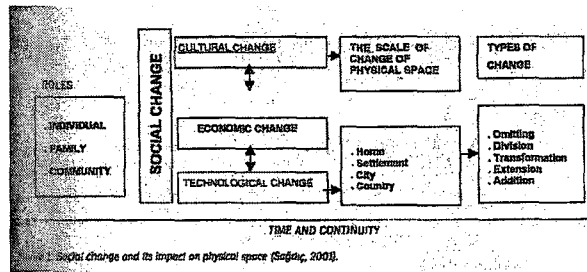 CULTURAL CHANGE
THE SCALE OF
CHANGE OF
PHYSICAL SPACE
TYPES OF
CHANGE
ROLES
. INDIVIDUAL
. FAMILY
. COMMUNITY
SOCIAL CHANGE
ECONOMIC CHANGE
TECHNOLOGICAL CHANGE
. Home
. Settlement
. City
. Country
. Omitting
. Division
. Transformation
. Extension
. Addition
TIME AND CONTINUITY
1. Social change and its impact on physical space (Sağdıç, 2001).